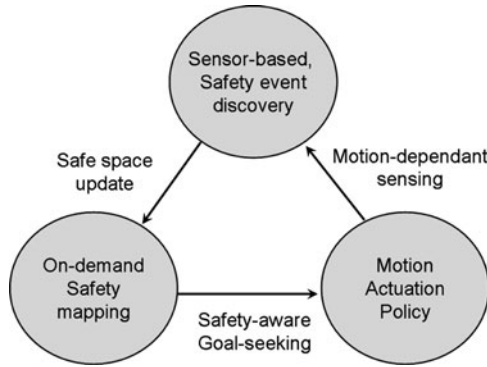 Sensor-based,
Safety event
discovery
Safe space
update
Motion-dependant
sensing
On-demand
Safety
mapping
Safety-aware
Goal-seeking
Motion
Actuation
Policy